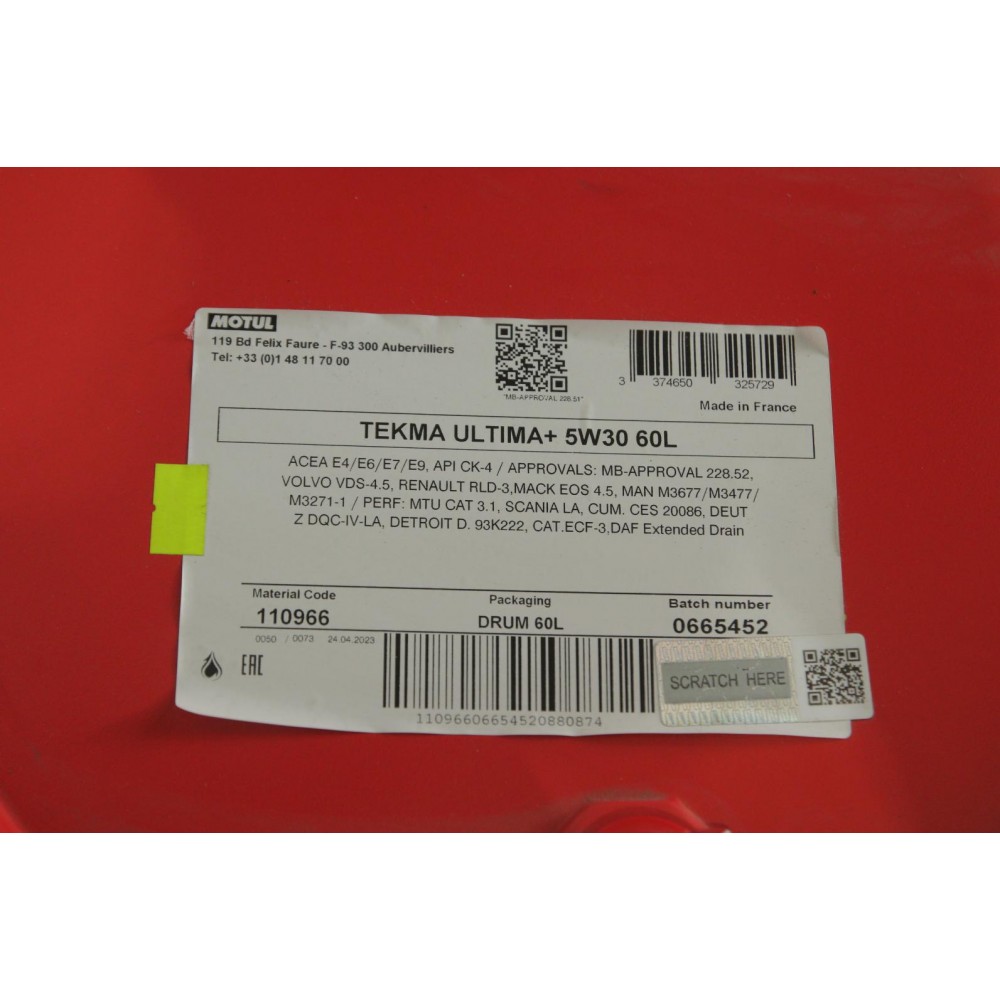 MOTUL
119 Bd Felix Faure - F-93 300 Aubervilliers
Tel: +33 (0)1 48 11 70 00
"MB-APPROVAL 228.51"
3 374650 325729
Made in France
TEKMA ULTIMA+ 5W30 60L
ACEA E4/E6/E7/E9, API CK-4 / APPROVALS: MB-APPROVAL 228.52,
VOLVO VDS-4.5, RENAULT RLD-3,MACK EOS 4.5, MAN M3677/M3477/
M3271-1 / PERF: MTU CAT 3.1, SCANIA LA, CUM. CES 20086, DEUT
Z DQC-IV-LA, DETROIT D. 93K222, CAT.ECF-3,DAF Extended Drain
Material Code Packaging Batch number
110966 DRUM 60L 0665452
0050 / 0073 24.04.2023
EAC
SCRATCH HERE
11096606654520880874